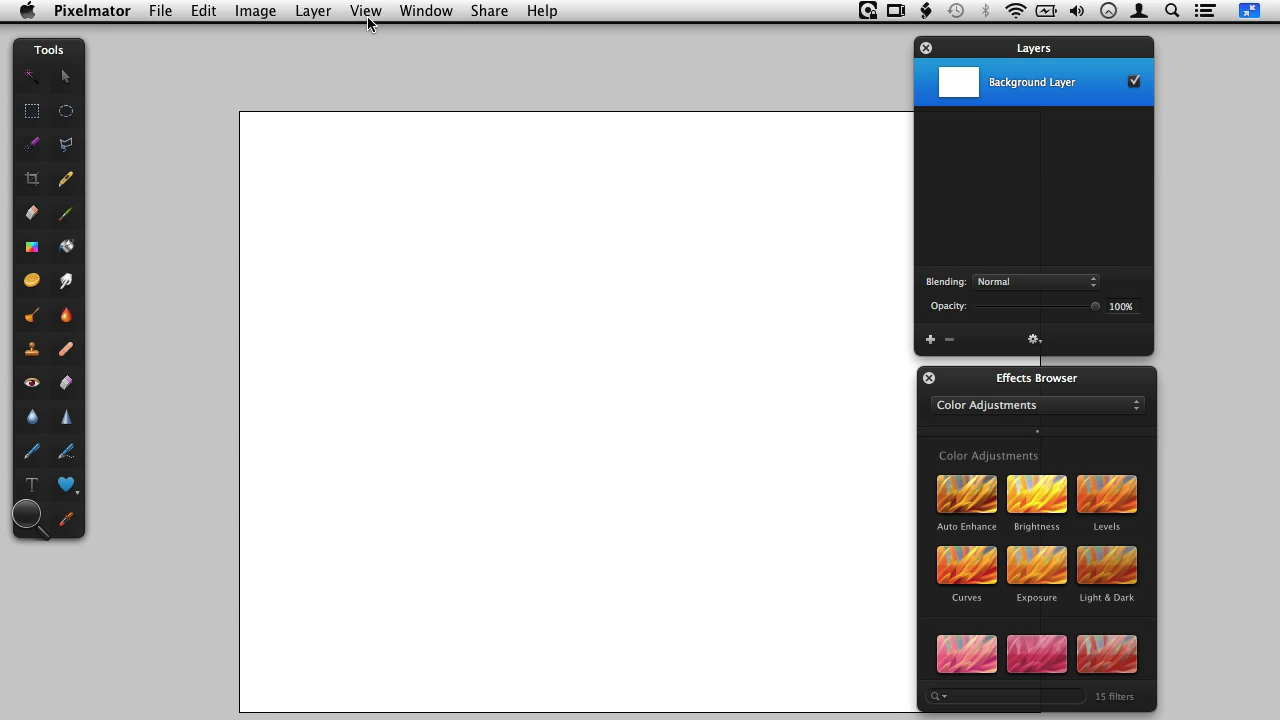 Pixelmator File Edit Image Layer View Window Share Help
Tools
Layers
Background Layer
Blending: Normal
Opacity: 100%
Effects Browser
Color Adjustments
Color Adjustments
Auto Enhance Brightness Levels
Curves Exposure Light & Dark
15 filters